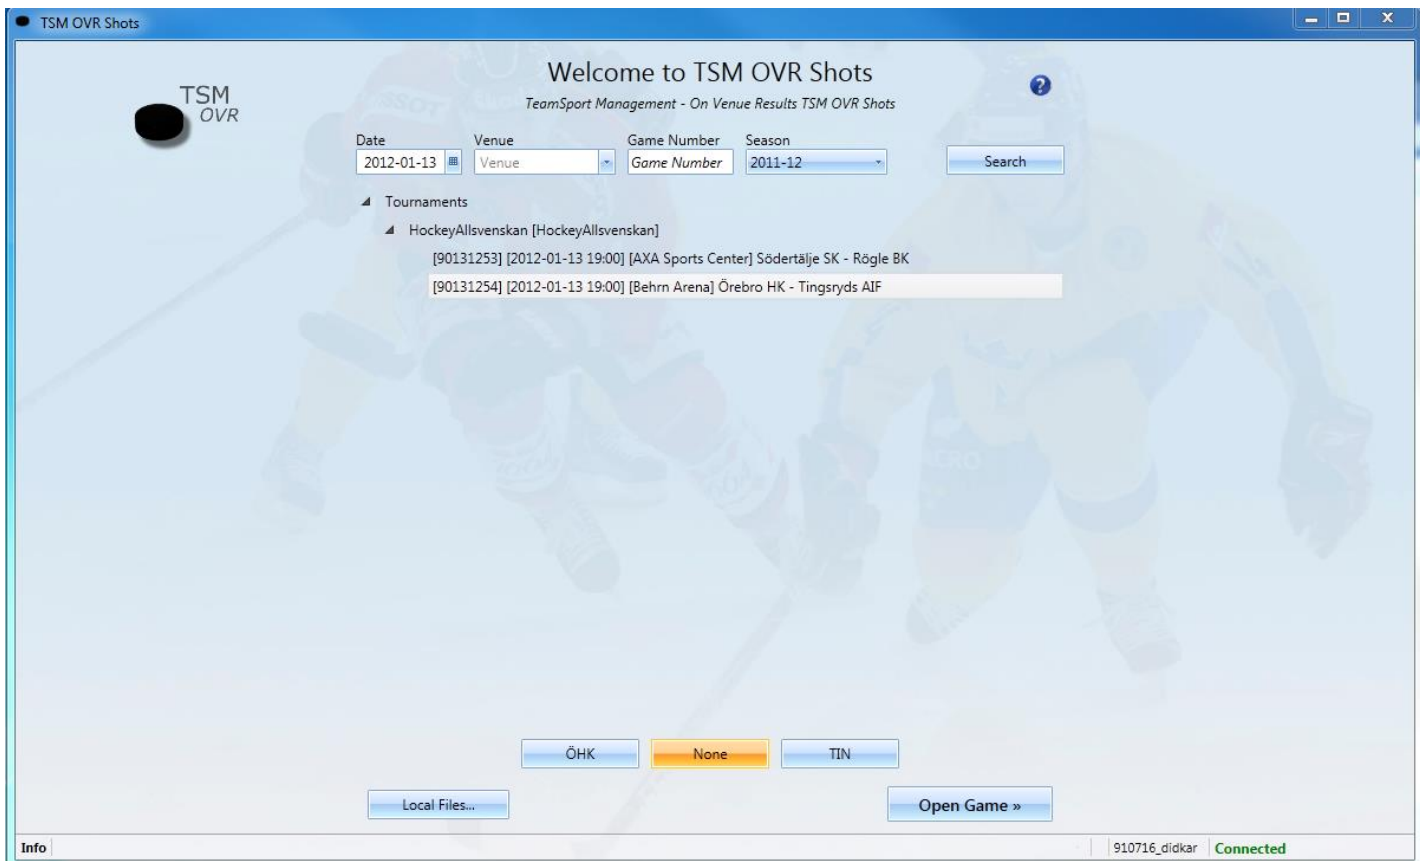 TSM OVR Shots
TSM
OVR
Welcome to TSM OVR Shots
TeamSport Management - On Venue Results TSM OVR Shots
Date Venue Game Number Season
2012-01-13 Venue Game Number 2011-12 Search
Tournaments
HockeyAllsvenskan [HockeyAllsvenskan]
[90131253] [2012-01-13 19:00] [AXA Sports Center] Södertälje SK - Rögle BK
[90131254] [2012-01-13 19:00] [Behrn Arena] Örebro HK - Tingsryds AIF
ÖHK None TIN
Local Files... Open Game »
Info 910716_didkar Connected